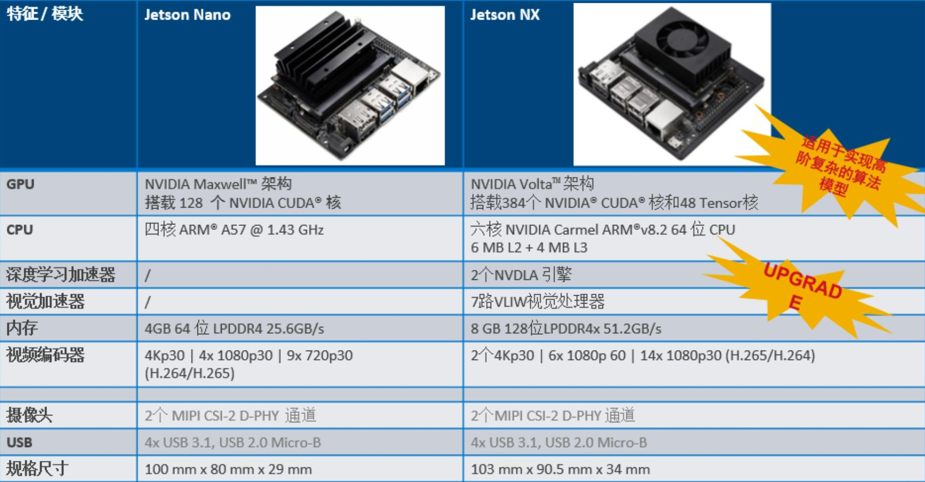 特征 / 模块
Jetson Nano
Jetson NX
适用于实现高
阶复杂的算法
模型
GPU
NVIDIA Maxwell™ 架构
搭载 128 个 NVIDIA CUDA® 核
NVIDIA Volta™ 架构
搭载384个 NVIDIA® CUDA® 核和48 Tensor核
CPU
四核 ARM® A57 @ 1.43 GHz
六核 NVIDIA Carmel ARM®v8.2 64 位 CPU
6 MB L2 + 4 MB L3
深度学习加速器
/
2个NVDLA 引擎
UPGRAD
E
视觉加速器
/
7路VLIW视觉处理器
内存
4GB 64 位 LPDDR4 25.6GB/s
8 GB 128位LPDDR4x 51.2GB/s
视频编码器
4Kp30 | 4x 1080p30 | 9x 720p30
(H.264/H.265)
2个4Kp30 | 6x 1080p 60 | 14x 1080p30 (H.265/H.264)
摄像头
2个 MIPI CSI-2 D-PHY 通道
2个MIPI CSI-2 D-PHY 通道
USB
4x USB 3.1, USB 2.0 Micro-B
4x USB 3.1, USB 2.0 Micro-B
规格尺寸
100 mm x 80 mm x 29 mm
103 mm x 90.5 mm x 34 mm